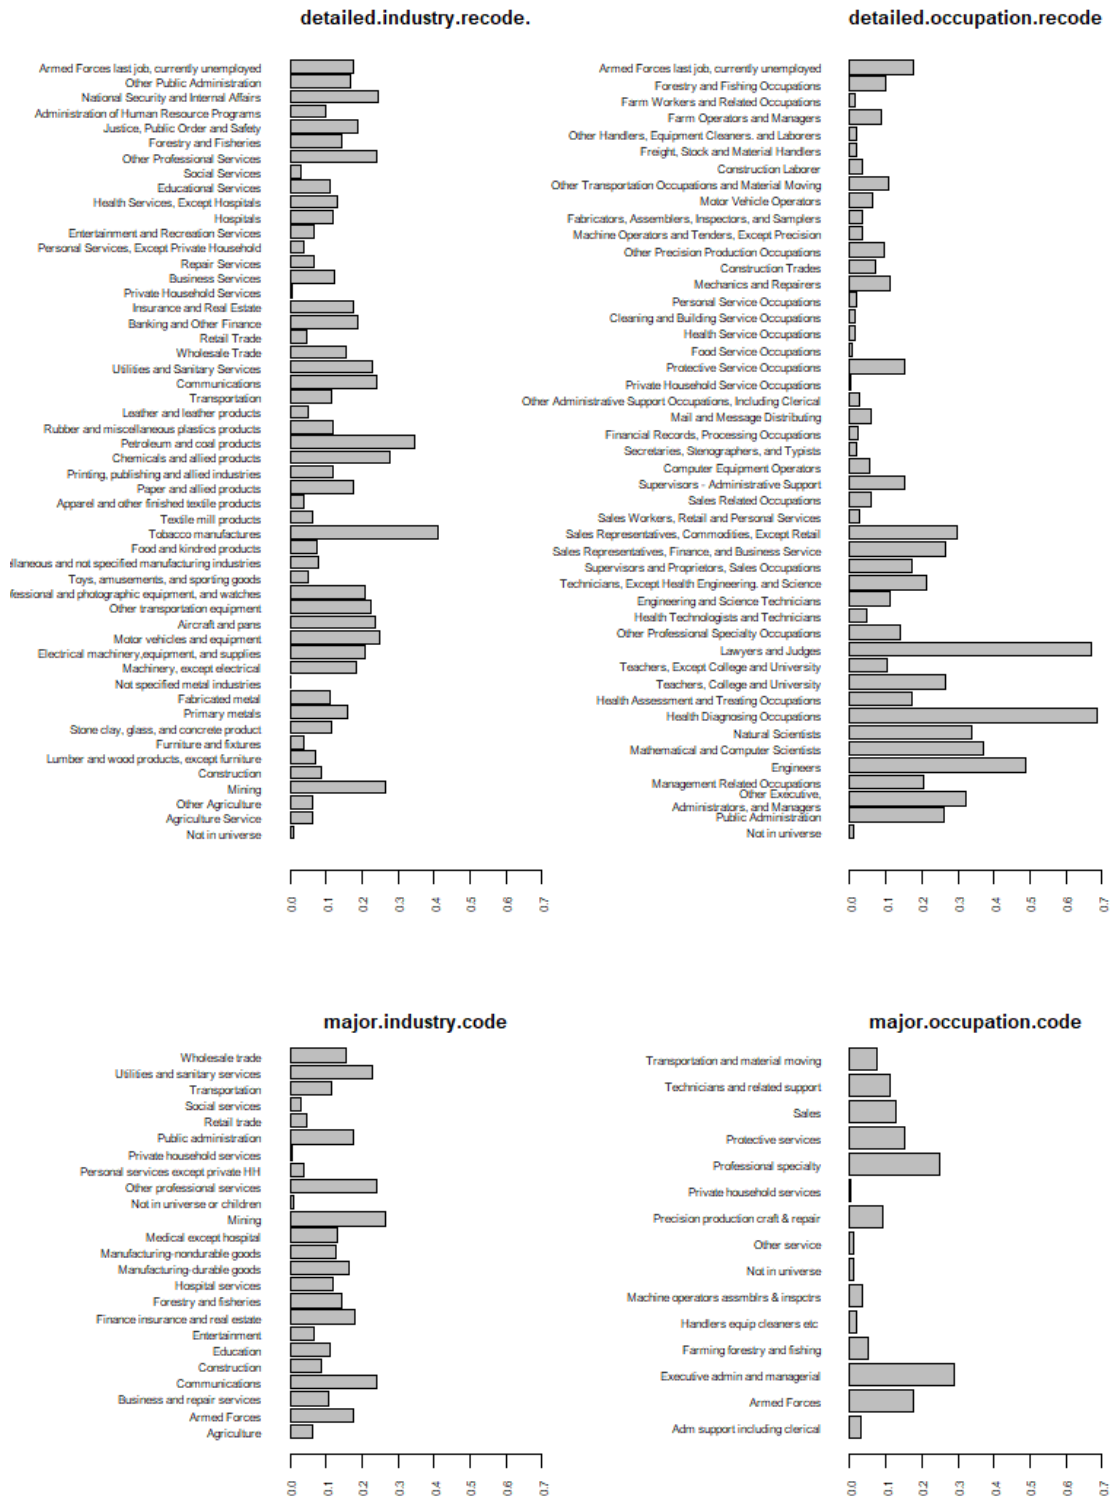 detailed.industry.recode.
Armed Forces last job, currently unemployed
Other Public Administration
National Security and Internal Affairs
Administration of Human Resource Programs
Justice, Public Order and Safety
Forestry and Fisheries
Other Professional Services
Social Services
Educational Services
Health Services, Except Hospitals
Hospitals
Entertainment and Recreation Services
Personal Services, Except Private Household
Repair Services
Business Services
Private Household Services
Insurance and Real Estate
Banking and Other Finance
Retail Trade
Wholesale Trade
Utilities and Sanitary Services
Communications
Transportation
Leather and leather products
Rubber and miscellaneous plastics products
Petroleum and coal products
Chemicals and allied products
Printing, publishing and allied industries
Paper and allied products
Apparel and other finished textile products
Textile mill products
Tobacco manufactures
Food and kindred products
ellaneous and not specified manufacturing industries
Toys, amusements, and sporting goods
fessional and photographic equipment, and watches
Other transportation equipment
Aircraft and parts
Motor vehicles and equipment
Electrical machinery,equipment, and supplies
Machinery, except electrical
Not specified metal industries
Fabricated metal
Primary metals
Stone clay, glass, and concrete product
Furniture and fixtures
Lumber and wood products, except furniture
Construction
Mining
Other Agriculture
Agriculture Service
Not in universe
0.0 0.1 0.2 0.3 0.4 0.5 0.6 0.7
detailed.occupation.recode
Armed Forces last job, currently unemployed
Forestry and Fishing Occupations
Farm Workers and Related Occupations
Farm Operators and Managers
Other Handlers, Equipment Cleaners. and Laborers
Freight, Stock and Material Handlers
Construction Laborer
Other Transportation Occupations and Material Moving
Motor Vehicle Operators
Fabricators, Assemblers, Inspectors, and Samplers
Machine Operators and Tenders, Except Precision
Other Precision Production Occupations
Construction Trades
Mechanics and Repairers
Personal Service Occupations
Cleaning and Building Service Occupations
Health Service Occupations
Food Service Occupations
Protective Service Occupations
Private Household Service Occupations
Other Administrative Support Occupations, Including Clerical
Mail and Message Distributing
Financial Records, Processing Occupations
Secretaries, Stenographers, and Typists
Computer Equipment Operators
Supervisors - Administrative Support
Sales Related Occupations
Sales Workers, Retail and Personal Services
Sales Representatives, Commodities, Except Retail
Sales Representatives, Finance, and Business Service
Supervisors and Proprietors, Sales Occupations
Technicians, Except Health Engineering. and Science
Engineering and Science Technicians
Health Technologists and Technicians
Other Professional Specialty Occupations
Lawyers and Judges
Teachers, Except College and University
Teachers, College and University
Health Assessment and Treating Occupations
Health Diagnosing Occupations
Natural Scientists
Mathematical and Computer Scientists
Engineers
Management Related Occupations
Other Executive,
Administrators, and Managers
Public Administration
Not in universe
0.0 0.1 0.2 0.3 0.4 0.5 0.6 0.7
major.industry.code
Wholesale trade
Utilities and sanitary services
Transportation
Social services
Retail trade
Public administration
Private household services
Personal services except private HH
Other professional services
Not in universe or children
Mining
Medical except hospital
Manufacturing-nondurable goods
Manufacturing-durable goods
Hospital services
Forestry and fisheries
Finance insurance and real estate
Entertainment
Education
Construction
Communications
Business and repair services
Armed Forces
Agriculture
0.0 0.1 0.2 0.3 0.4 0.5 0.6 0.7
major.occupation.code
Transportation and material moving
Technicians and related support
Sales
Protective services
Professional specialty
Private household services
Precision production craft & repair
Other service
Not in universe
Machine operators assmblrs & inspctrs
Handlers equip cleaners etc
Farming forestry and fishing
Executive admin and managerial
Armed Forces
Adm support including clerical
0.0 0.1 0.2 0.3 0.4 0.5 0.6 0.7